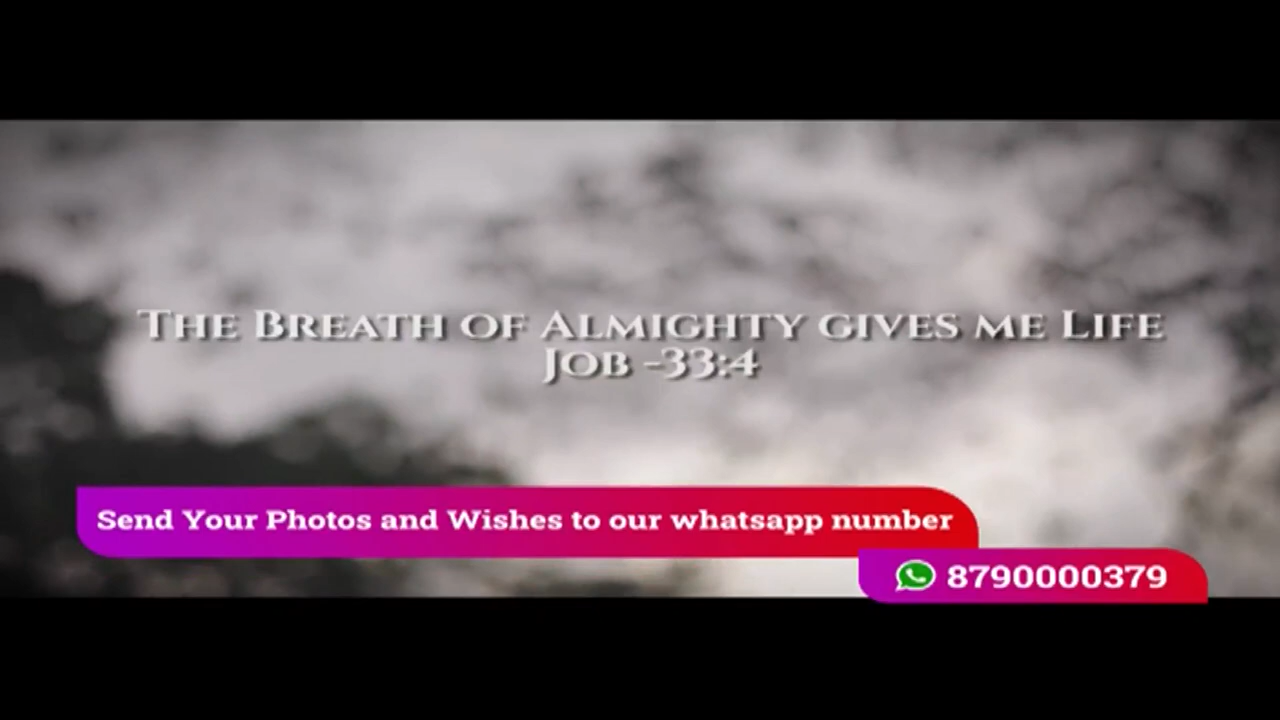 The Breath of Almighty gives me Life
Job -33:4
Send Your Photos and Wishes to our whatsapp number
8790000379